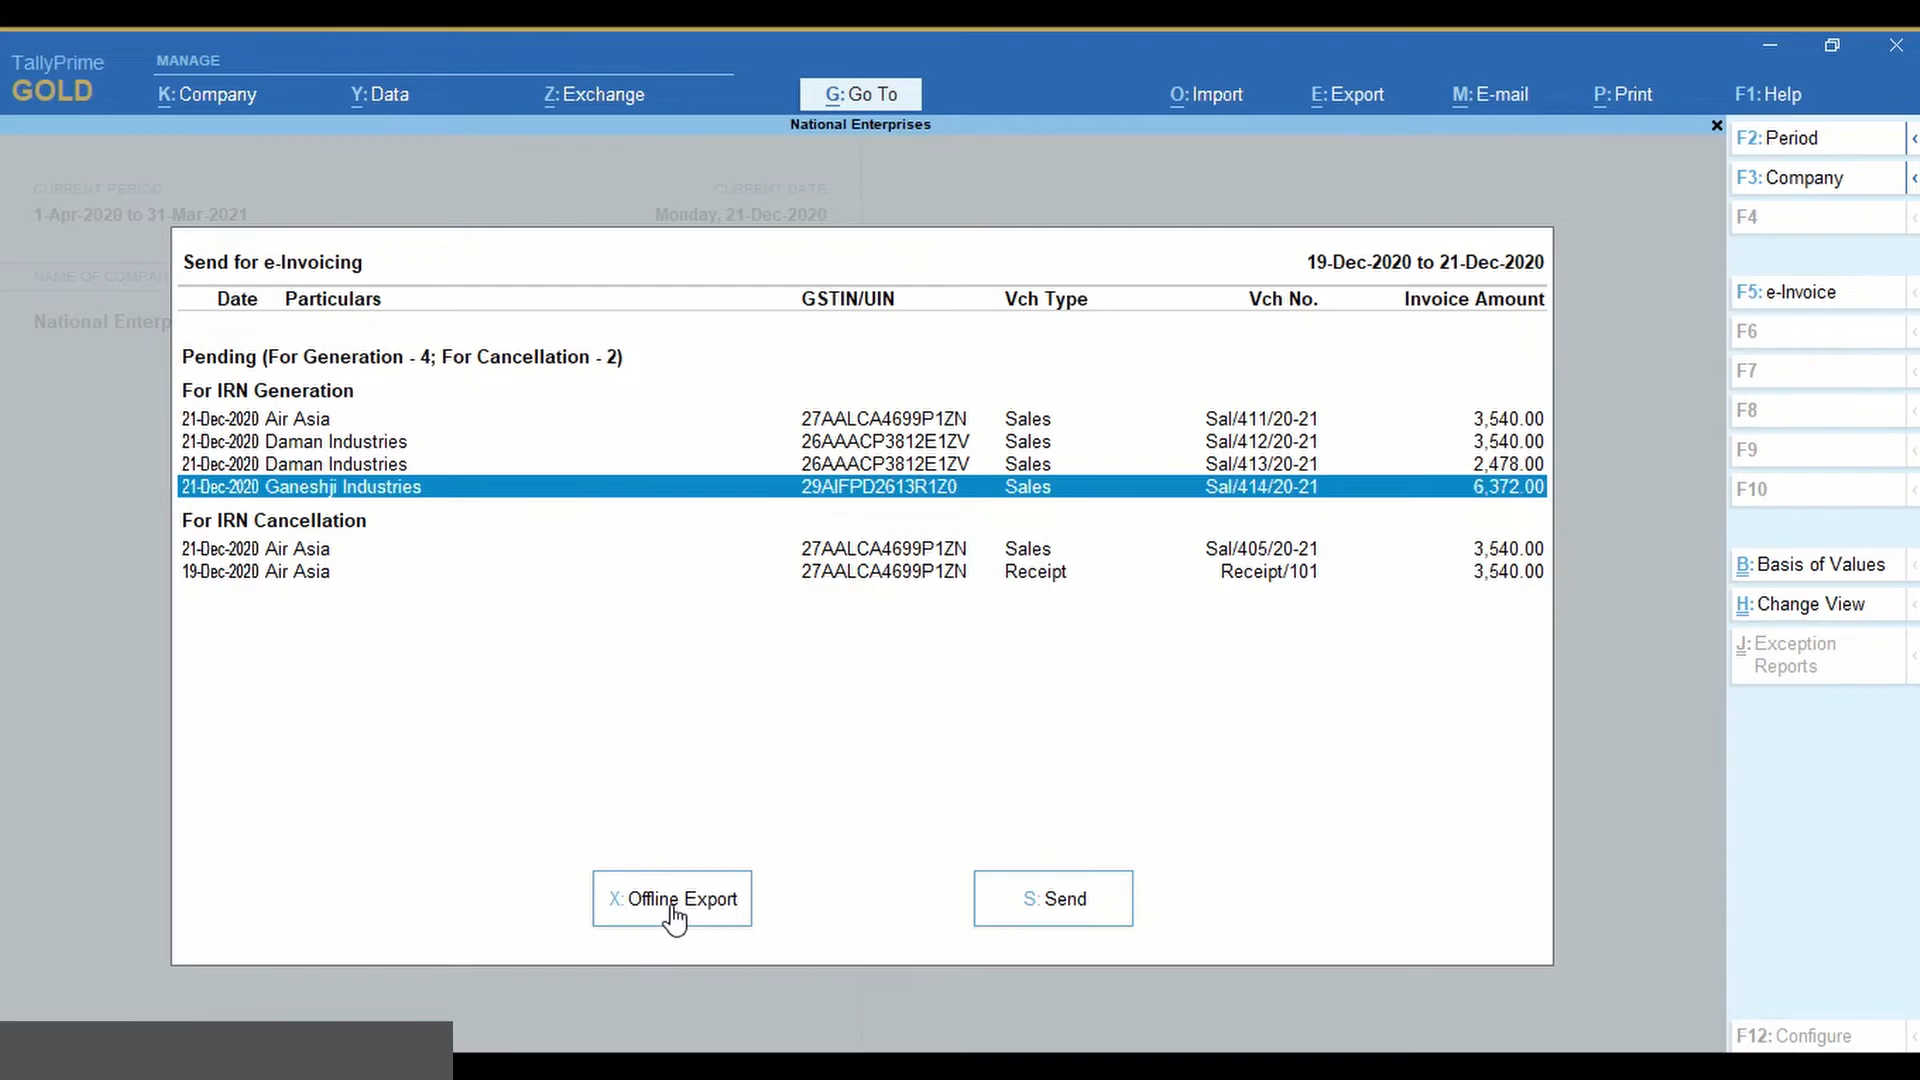 TallyPrime
GOLD
MANAGE
K: Company
Y: Data
Z: Exchange
G: Go To
O: Import
E: Export
M: E-mail
P: Print
F1: Help
National Enterprises
CURRENT PERIOD
CURRENT DATE
1-Apr-2020 to 31-Mar-2021
Monday, 21-Dec-2020
NAME OF COMPAN
National Enterp
Send for e-Invoicing
19-Dec-2020 to 21-Dec-2020
Date Particulars GSTIN/UIN Vch Type Vch No. Invoice Amount
Pending (For Generation - 4; For Cancellation - 2)
For IRN Generation
21-Dec-2020 Air Asia 27AALCA4699P1ZN Sales Sal/411/20-21 3,540.00
21-Dec-2020 Daman Industries 26AAACP3812E1ZV Sales Sal/412/20-21 3,540.00
21-Dec-2020 Daman Industries 26AAACP3812E1ZV Sales Sal/413/20-21 2,478.00
21-Dec-2020 Ganeshji Industries 29AIFPD2613R1Z0 Sales Sal/414/20-21 6,372.00
For IRN Cancellation
21-Dec-2020 Air Asia 27AALCA4699P1ZN Sales Sal/405/20-21 3,540.00
19-Dec-2020 Air Asia 27AALCA4699P1ZN Receipt Receipt/101 3,540.00
X: Offline Export
S: Send
F2: Period
F3: Company
F4
F5: e-Invoice
F6
F7
F8
F9
F10
B: Basis of Values
H: Change View
J: Exception
Reports
F12: Configure